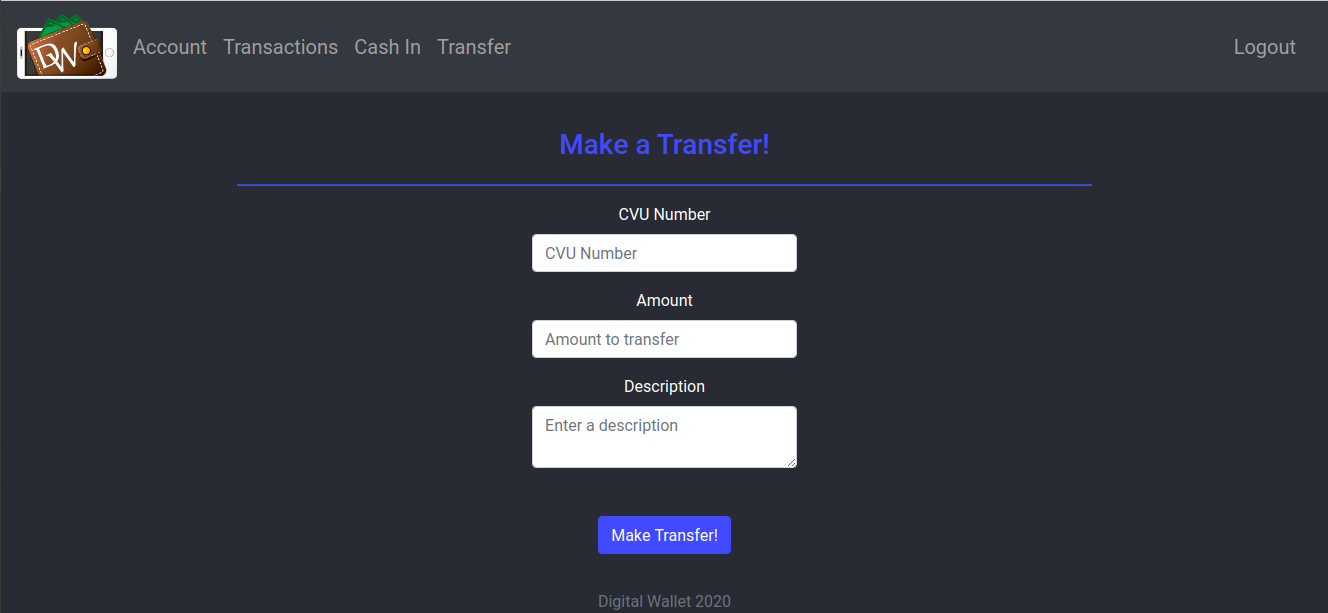 DW
Account Transactions Cash In Transfer Logout
Make a Transfer!
CVU Number
CVU Number
Amount
Amount to transfer
Description
Enter a description
Make Transfer!
Digital Wallet 2020